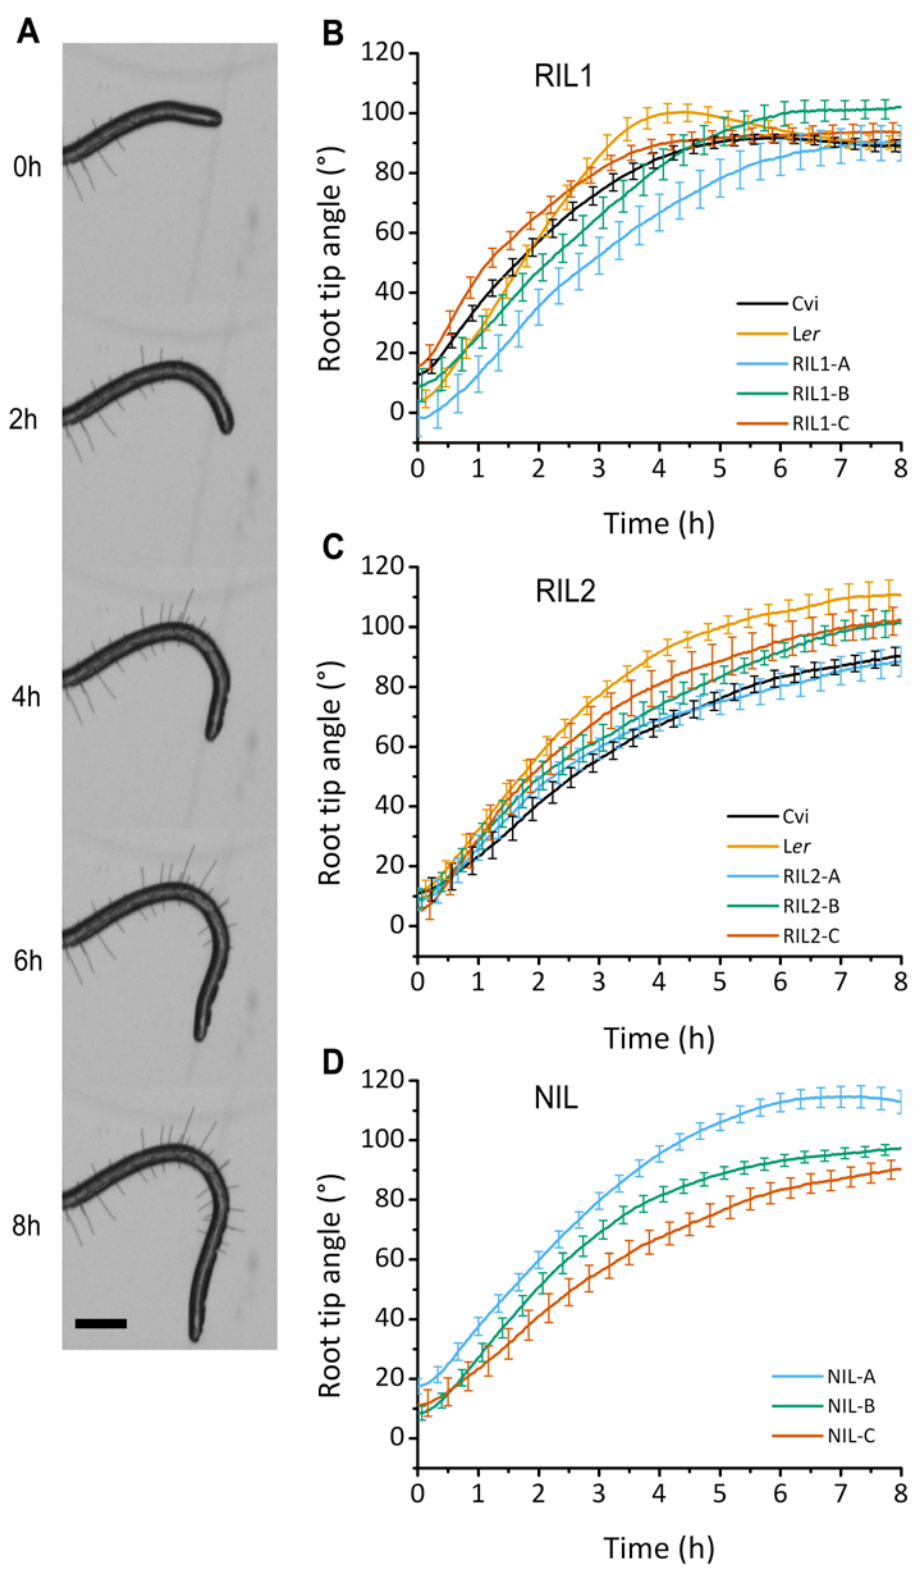 A
0h
2h
4h
6h
8h
B
RIL1
Root tip angle (°)
120
100
80
60
40
20
0
Cvi
Ler
RIL1-A
RIL1-B
RIL1-C
0 1 2 3 4 5 6 7 8
Time (h)
C
RIL2
Root tip angle (°)
120
100
80
60
40
20
0
Cvi
Ler
RIL2-A
RIL2-B
RIL2-C
0 1 2 3 4 5 6 7 8
Time (h)
D
NIL
Root tip angle (°)
120
100
80
60
40
20
0
NIL-A
NIL-B
NIL-C
0 1 2 3 4 5 6 7 8
Time (h)